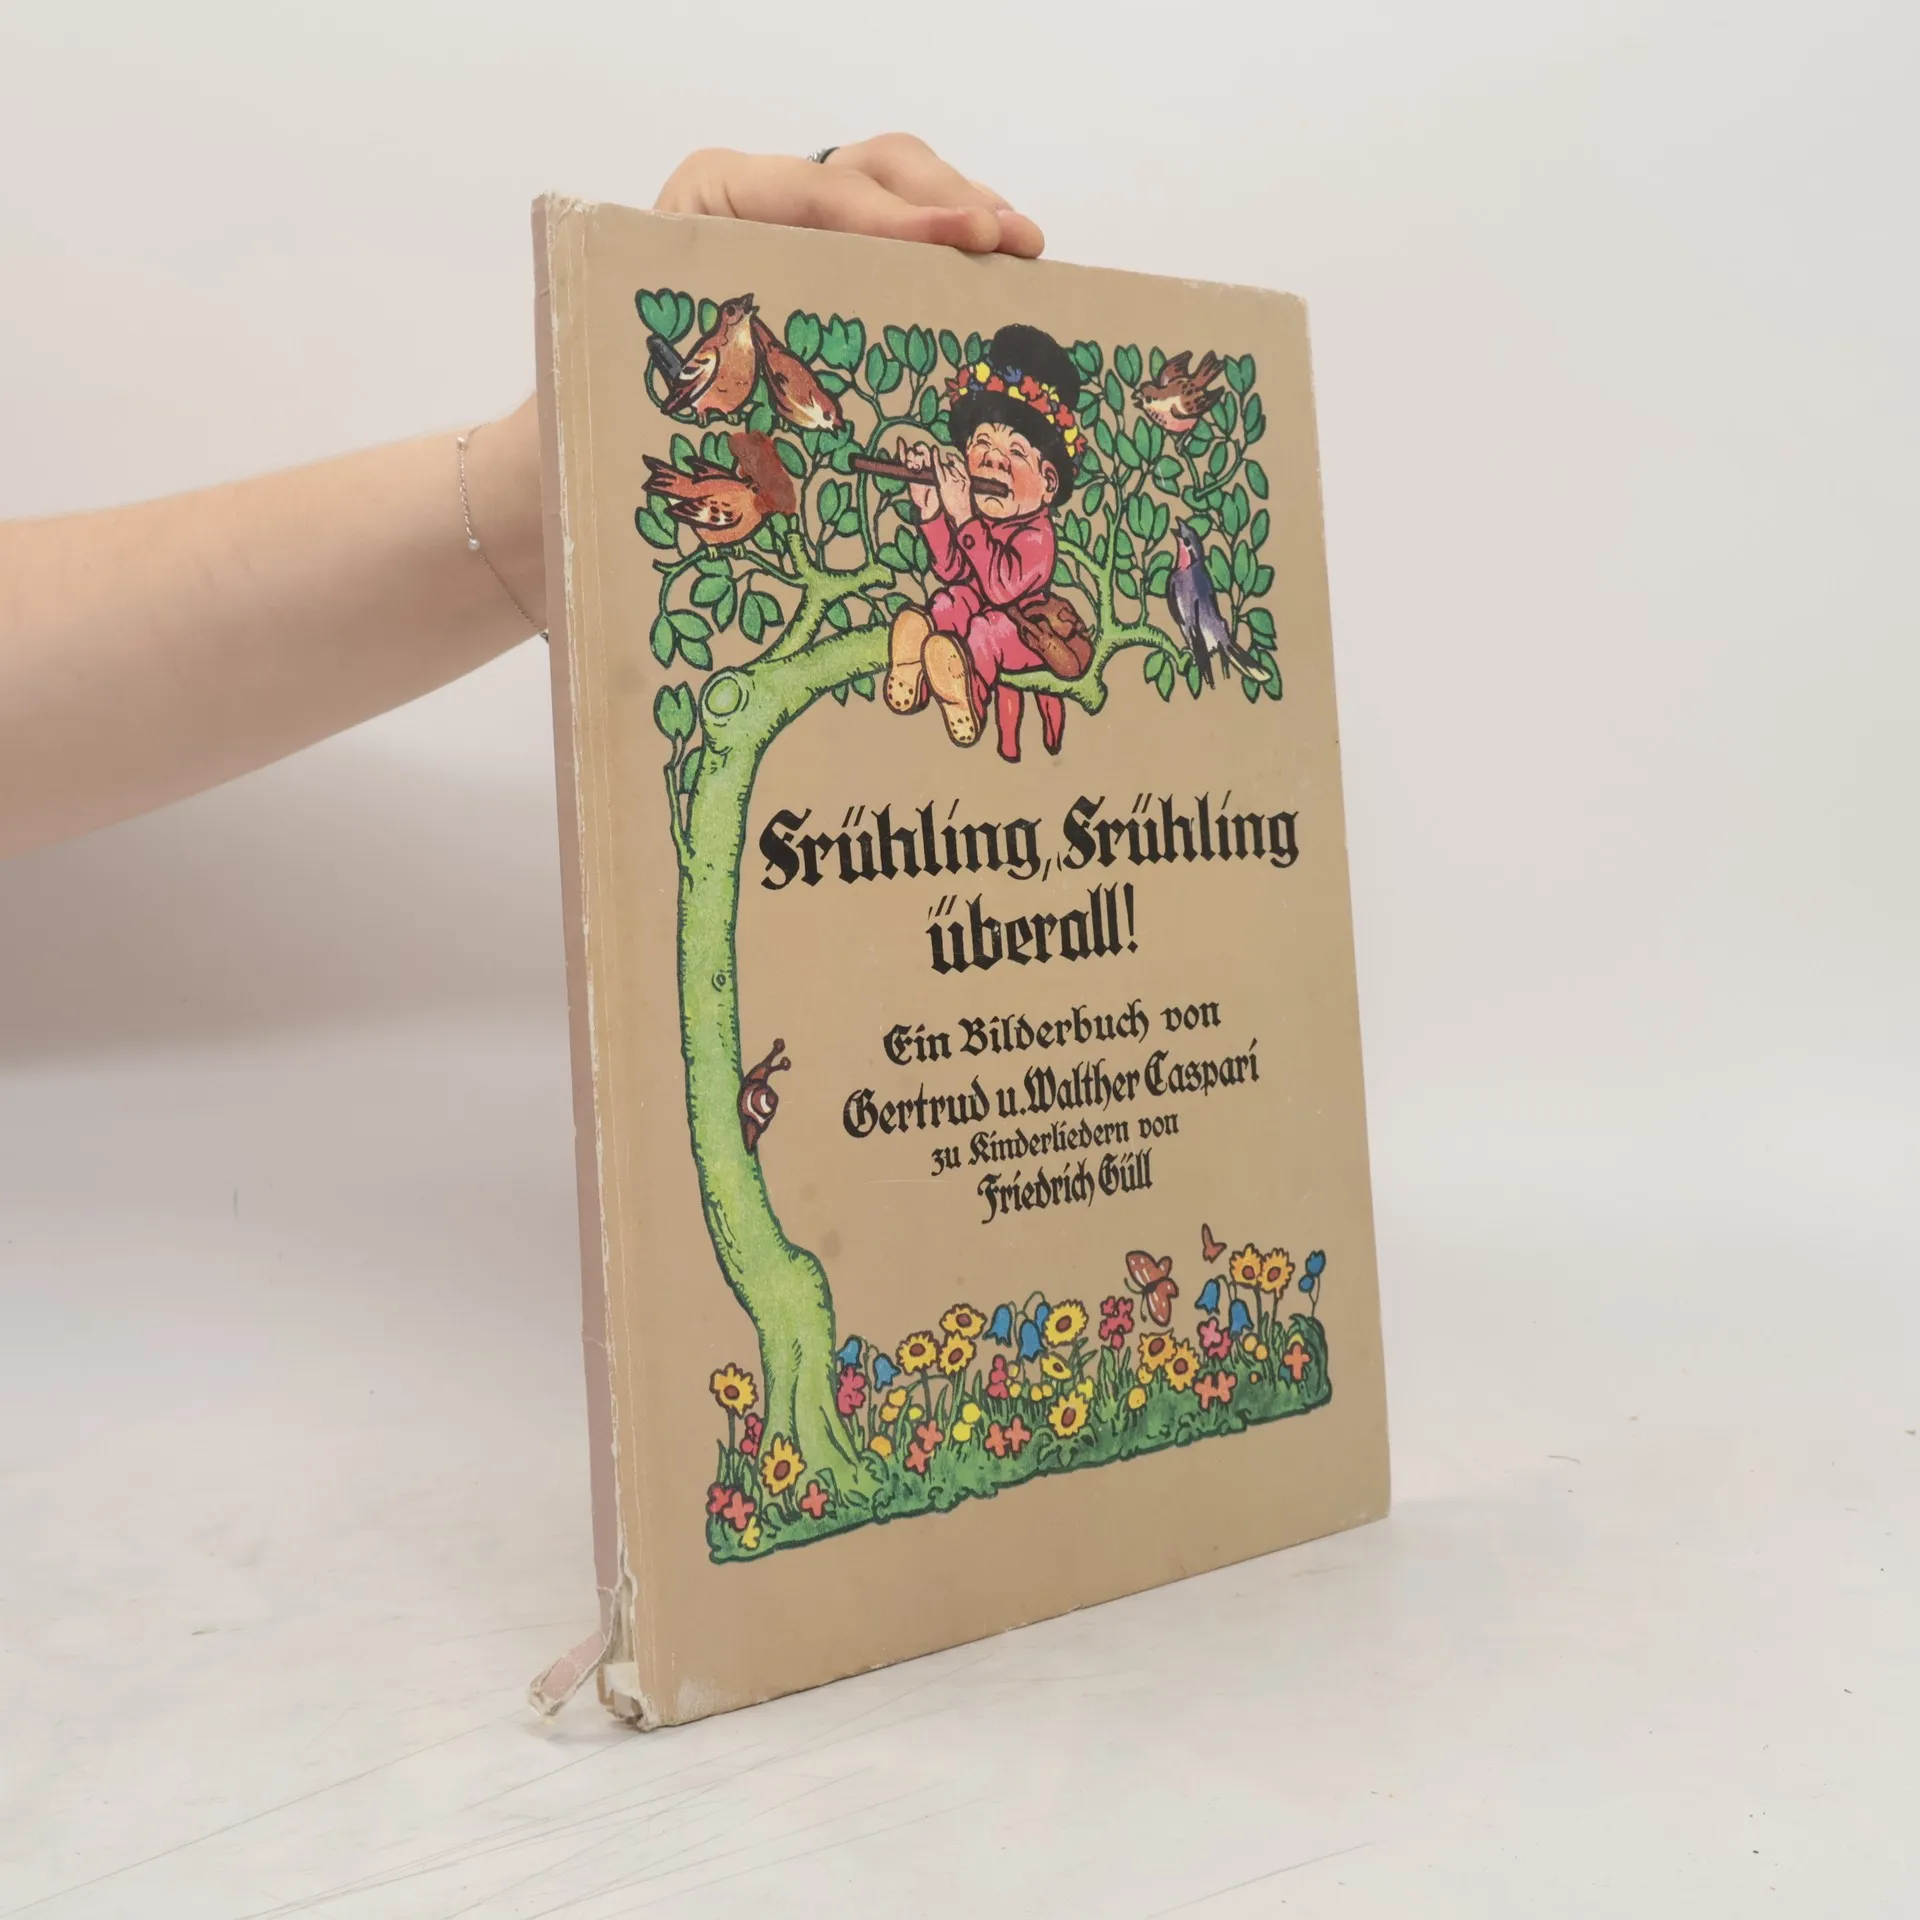 Frühling, Frühling
überall!
Ein Bilderbuch von
Gertrud u. Walther Caspari
zu Kinderliedern von
Friedrich Güll